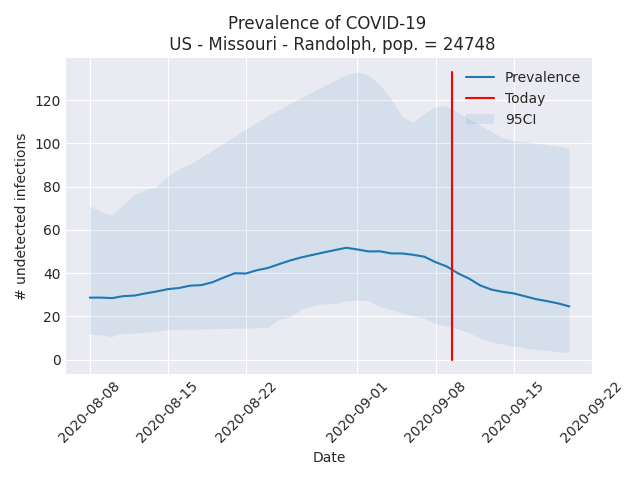 Prevalence of COVID-19
US - Missouri - Randolph, pop. = 24748
Prevalence
Today
95CI
120
100
80
60
40
20
0
# undetected infections
2020-08-08
2020-08-15
2020-08-22
2020-09-01
2020-09-08
2020-09-15
2020-09-22
Date